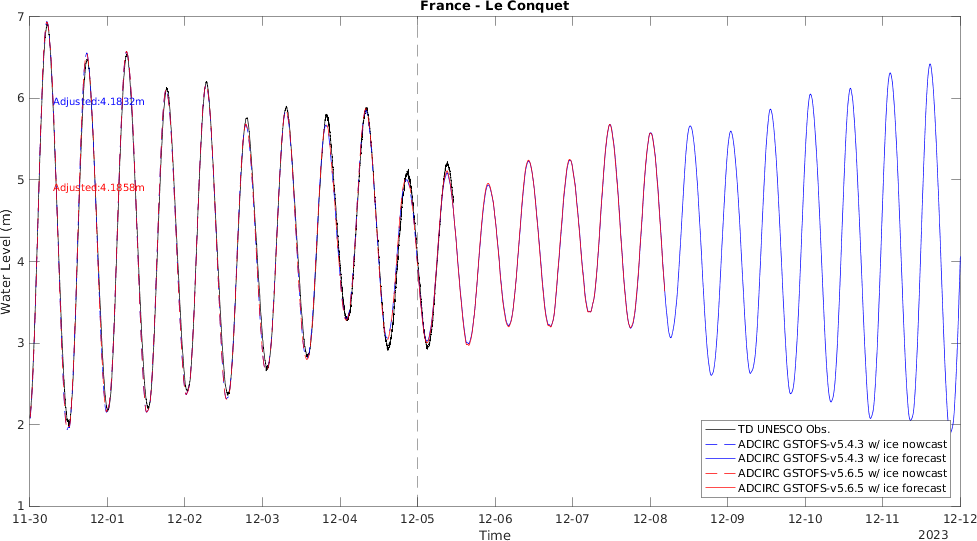 France - Le Conquet
7
6
5
4
3
2
1
Water Level (m)
Adjusted:4.1832m
Adjusted:4.1858m
TD UNESCO Obs.
ADCIRC GSTOFS-v5.4.3 w/ ice nowcast
ADCIRC GSTOFS-v5.4.3 w/ ice forecast
ADCIRC GSTOFS-v5.6.5 w/ ice nowcast
ADCIRC GSTOFS-v5.6.5 w/ ice forecast
11-30 12-01 12-02 12-03 12-04 12-05 12-06 12-07 12-08 12-09 12-10 12-11 12-12
Time
2023